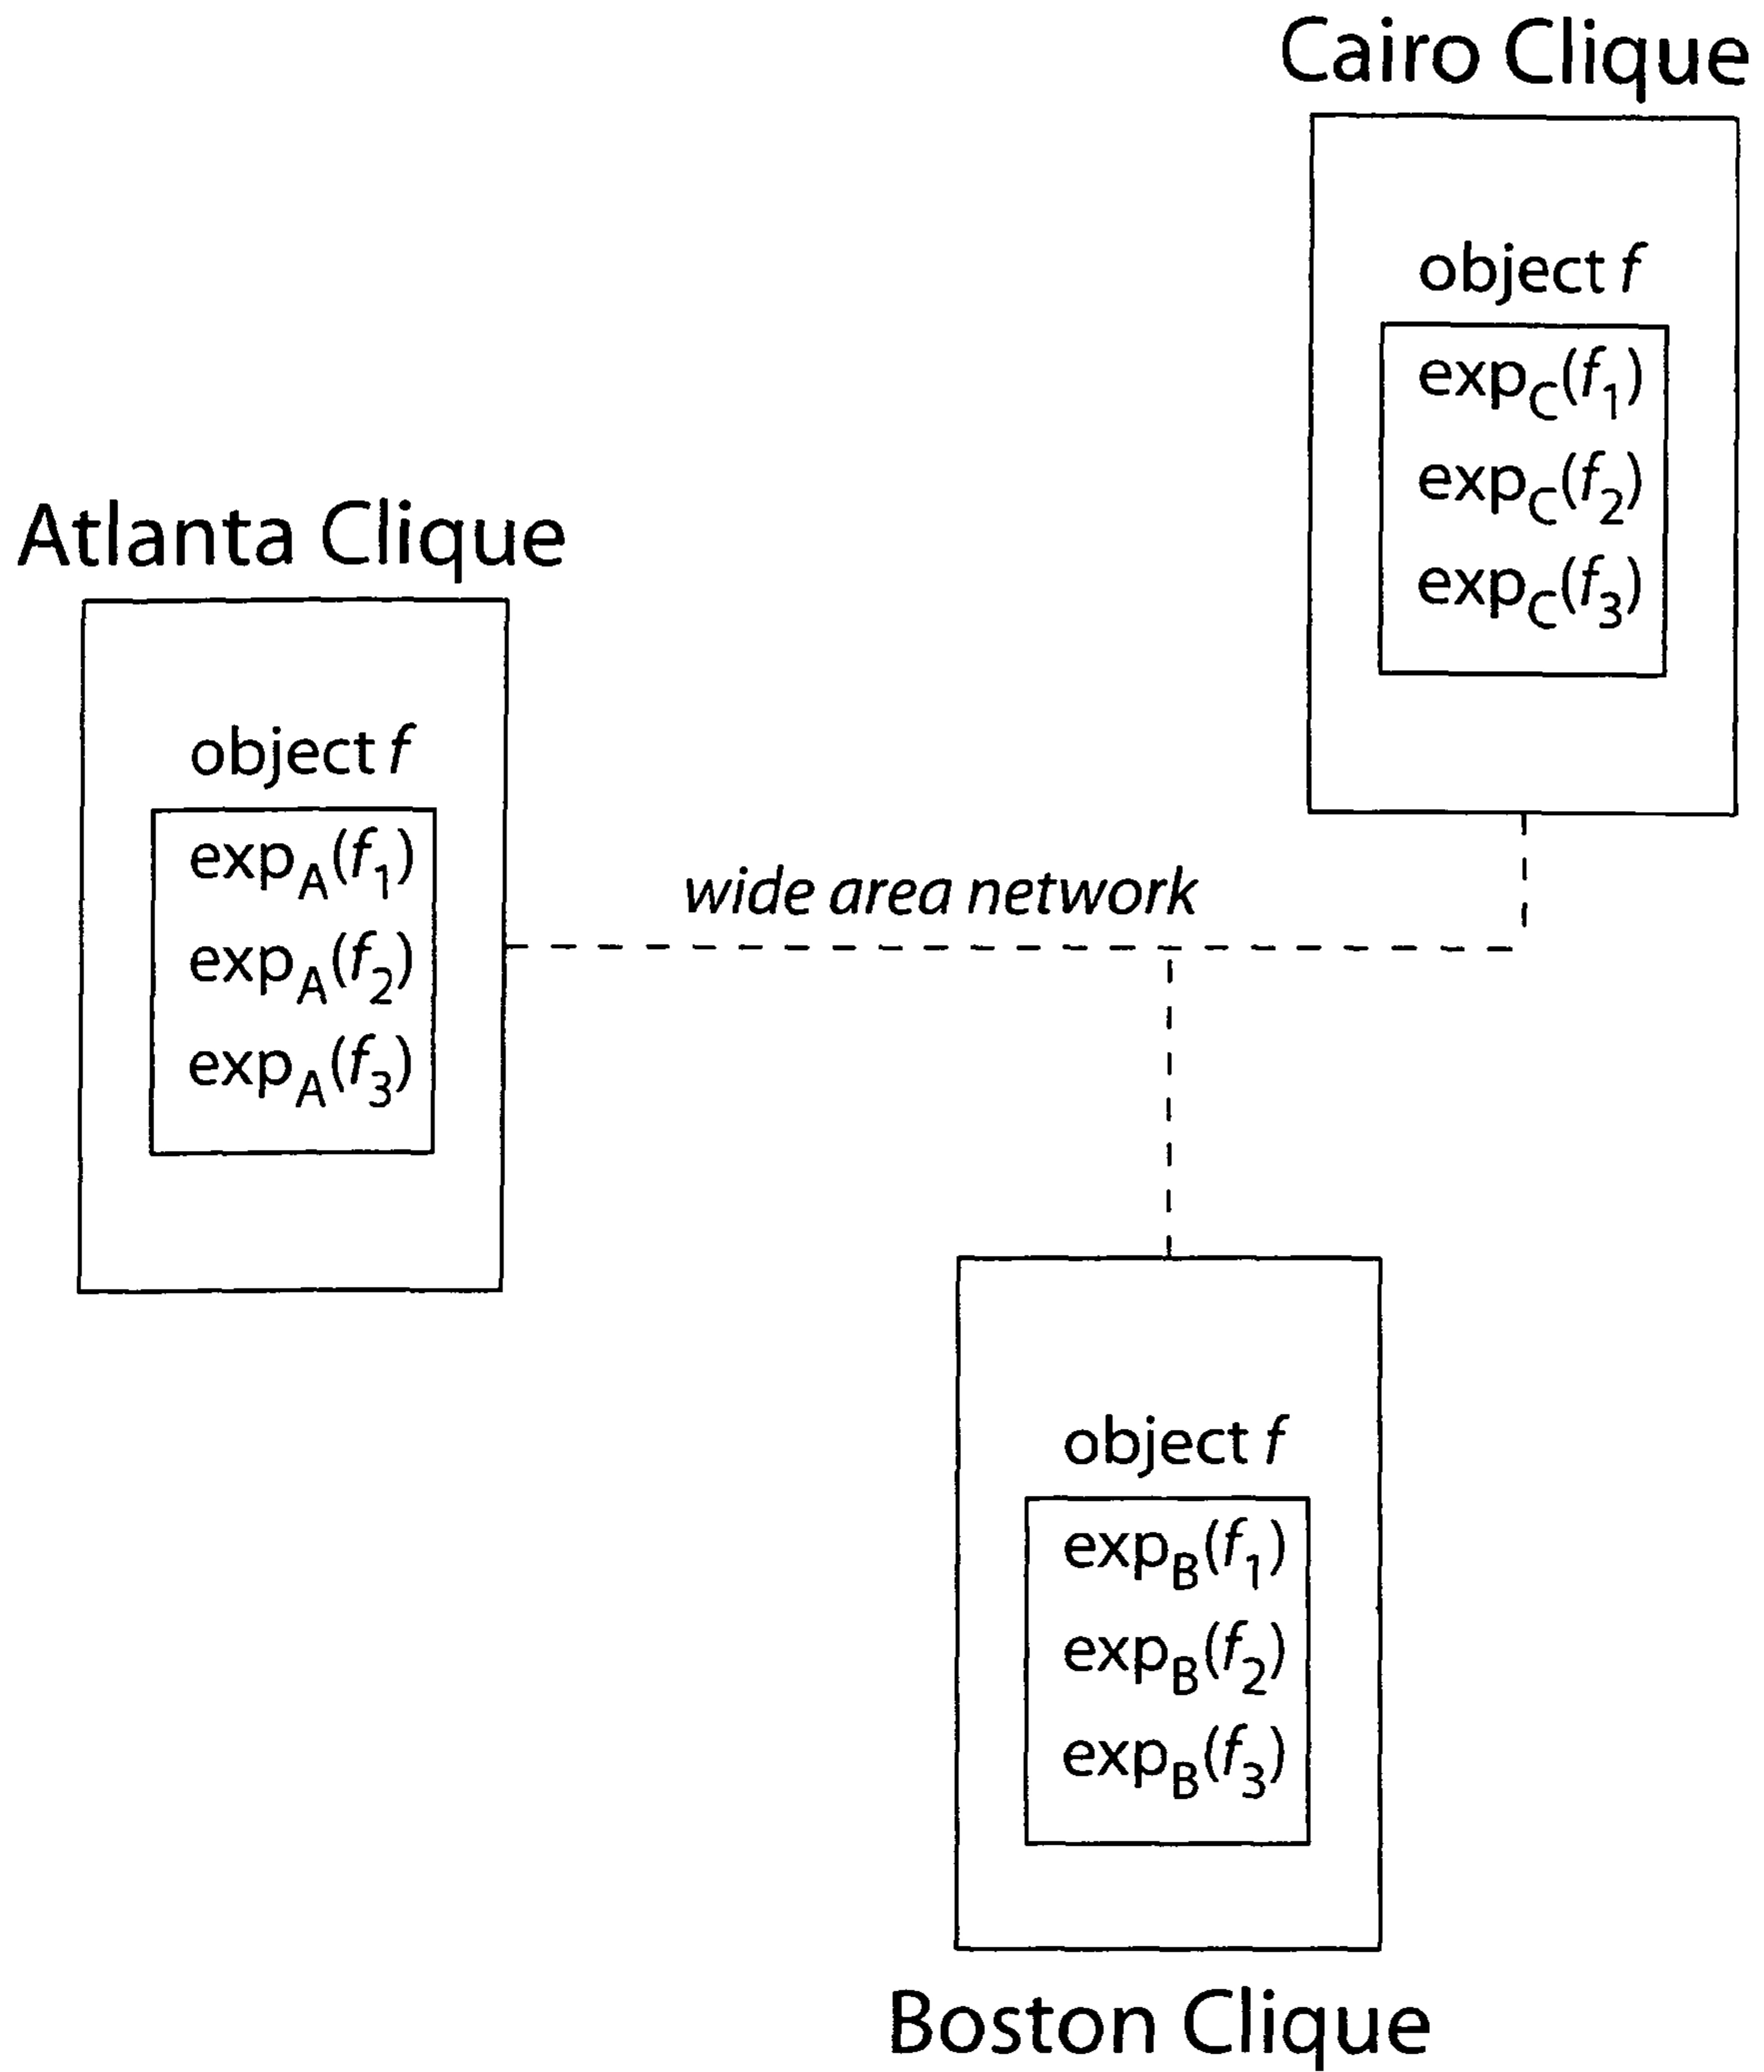 Cairo Clique
object f
exp_C(f_1)
exp_C(f_2)
exp_C(f_3)
Atlanta Clique
object f
exp_A(f_1)
exp_A(f_2)
exp_A(f_3)
wide area network
object f
exp_B(f_1)
exp_B(f_2)
exp_B(f_3)
Boston Clique